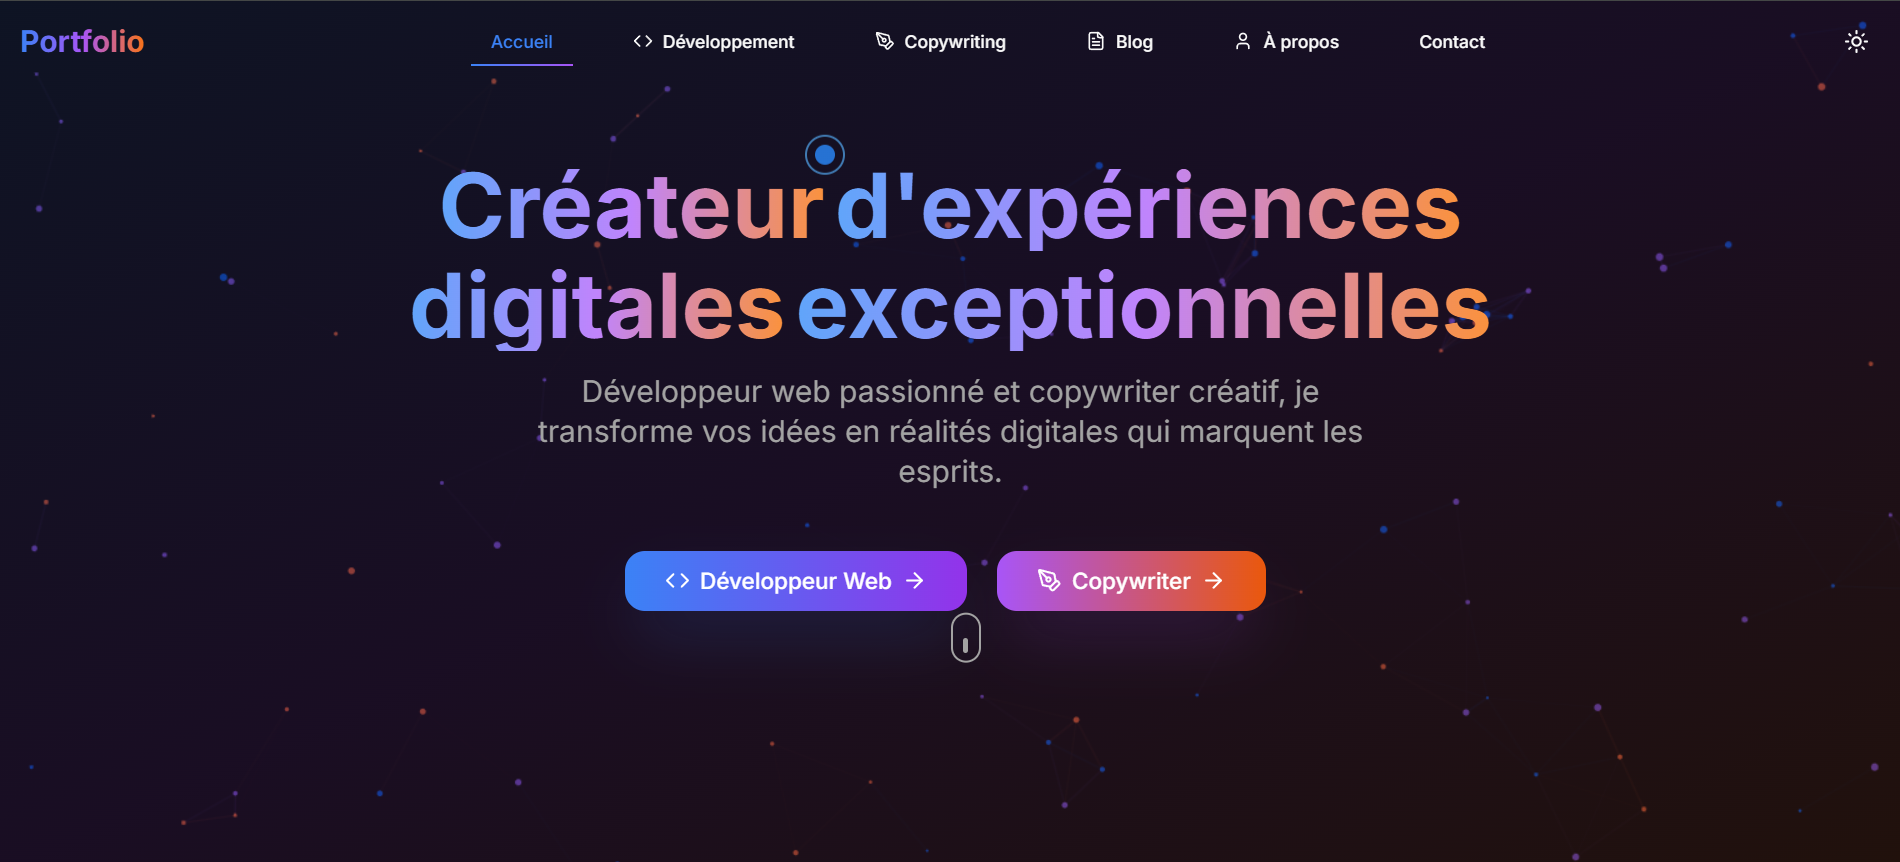 Portfolio
Accueil
Développement
Copywriting
Blog
À propos
Contact
Créateur d'expériences
digitales exceptionnelles
Développeur web passionné et copywriter créatif, je
transforme vos idées en réalités digitales qui marquent les
esprits.
Développeur Web
Copywriter